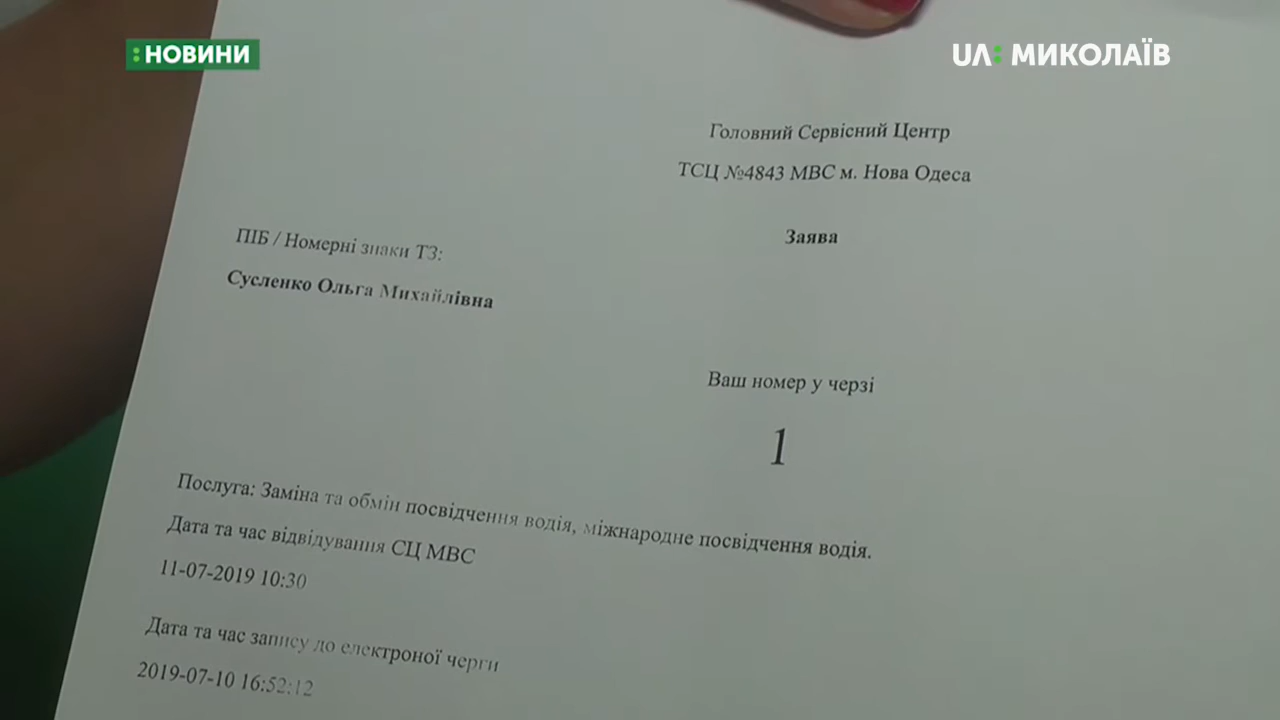 :НОВИНИ
UA: МИКОЛАЇВ
Головний Сервісний Центр
ТСЦ №4843 МВС м. Нова Одеса
Заява
ПІБ / Номерні знаки ТЗ:
Сусленко Ольга Михайлівна
Ваш номер у черзі
1
Послуга: Заміна та обмін посвідчення водія, міжнародне посвідчення водія.
Дата та час відвідування СЦ МВС
11-07-2019 10:30
Дата та час запису до електроної черги
2019-07-10 16:52:12